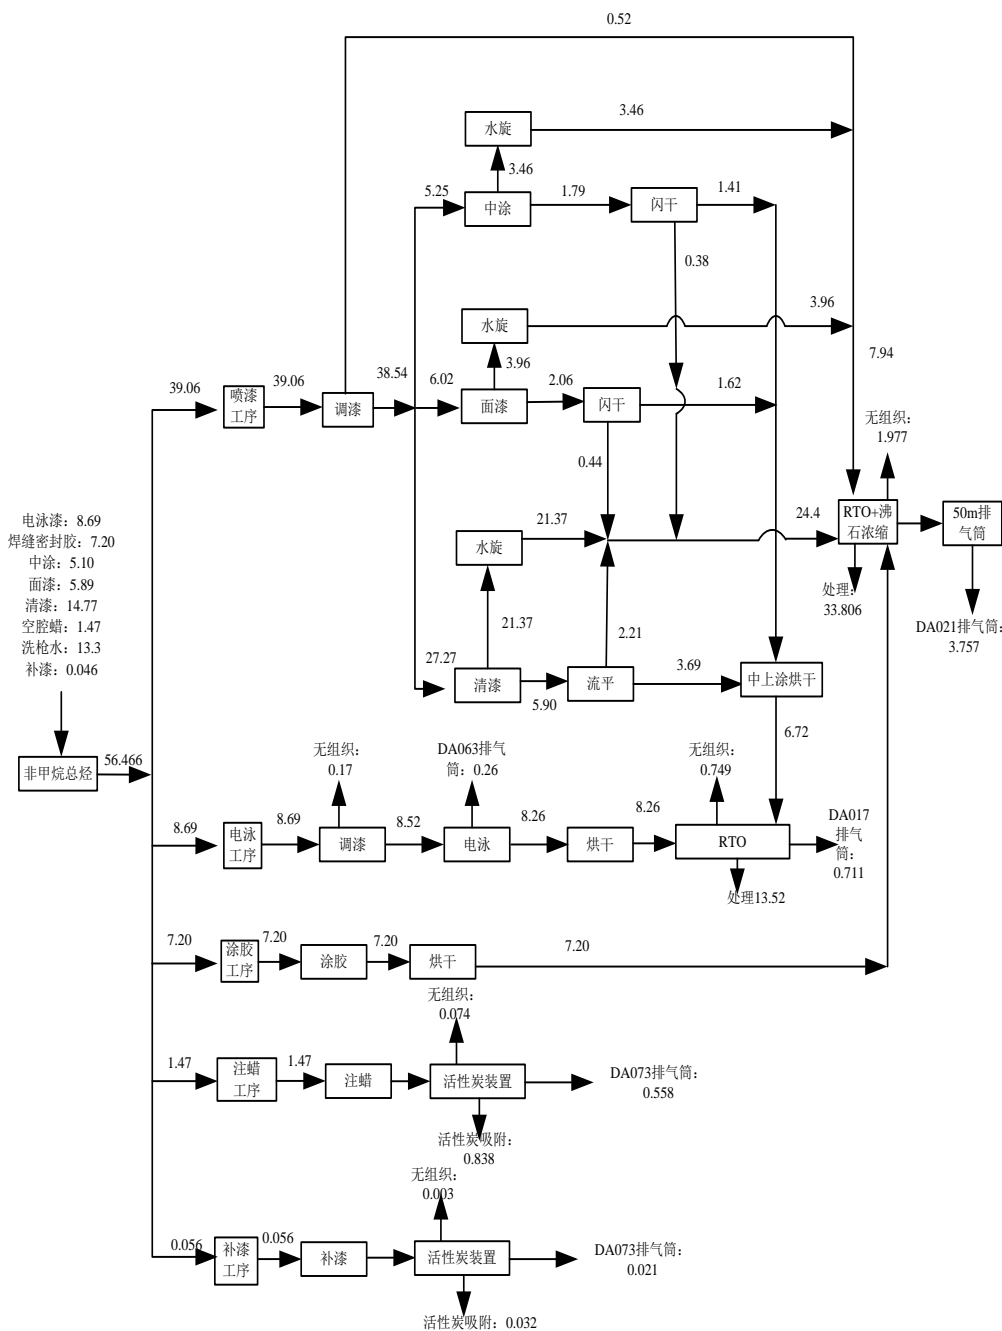 0.52
水旋
3.46
3.46
5.25
中涂
1.79
闪干
1.41
0.38
水旋
3.96
3.96
7.94
39.06
喷漆
工序
39.06
调漆
38.54
6.02
面漆
2.06
闪干
1.62
0.44
无组织：
1.977
电泳漆：8.69
焊缝密封胶：7.20
中涂：5.10
面漆：5.89
清漆：14.77
空腔蜡：1.47
洗枪水：13.3
补漆：0.046
21.37
水旋
24.4
RTO+沸
石浓缩
50m排
气筒
处理：
33.806
DA021排气筒：
3.757
21.37
2.21
27.27
清漆
5.90
流平
3.69
中上涂烘干
6.72
非甲烷总烃
56.466
无组织：
0.17
DA063排气
筒：0.26
无组织：
0.749
8.69
电泳
工序
8.69
调漆
8.52
电泳
8.26
烘干
8.26
RTO
DA017
排气
筒：
0.711
处理13.52
7.20
涂胶
工序
7.20
涂胶
7.20
烘干
7.20
无组织：
0.074
1.47
注蜡
工序
1.47
注蜡
活性炭装置
DA073排气筒：
0.558
活性炭吸附：
0.838
无组织：
0.003
0.056
补漆
工序
0.056
补漆
活性炭装置
DA073排气筒：
0.021
活性炭吸附：0.032